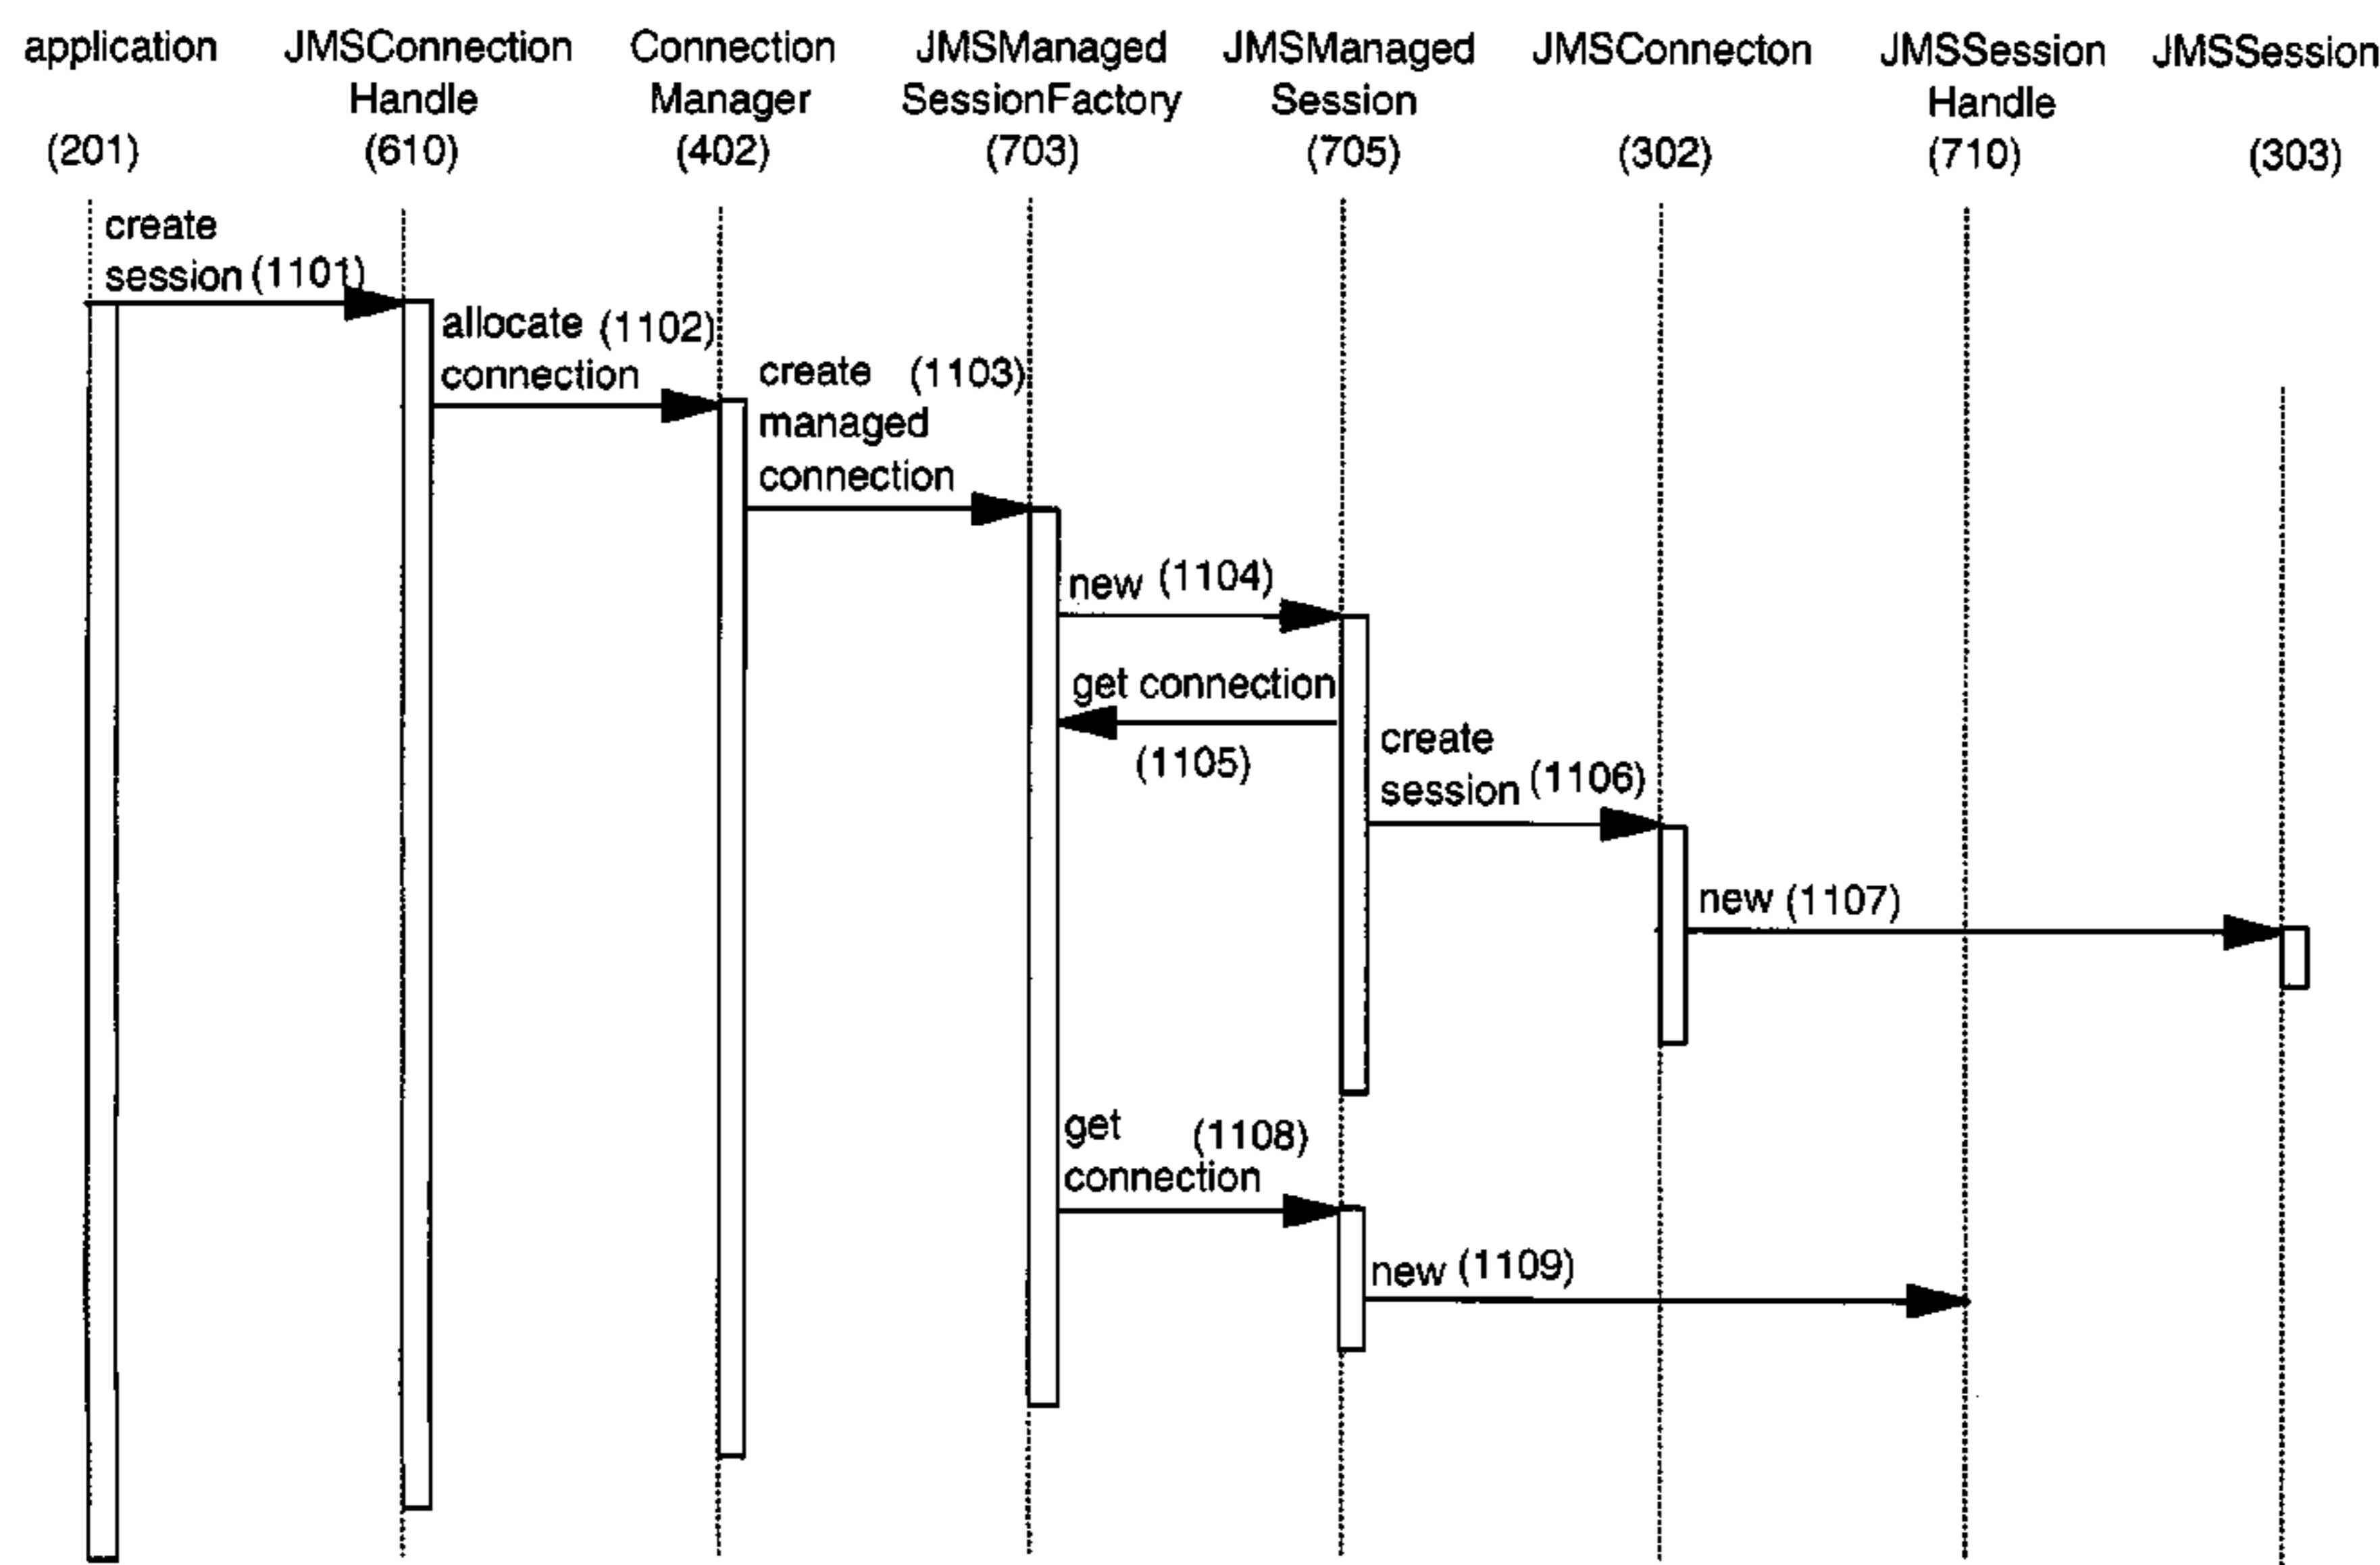 application
(201)
JMSConnection
Handle
(610)
Connection
Manager
(402)
JMSManaged
SessionFactory
(703)
JMSManaged
Session
(705)
JMSConnecton
(302)
JMSSession
Handle
(710)
JMSSession
(303)
create
session (1101)
allocate (1102)
connection
create (1103)
managed
connection
new (1104)
get connection
(1105)
create
session (1106)
new (1107)
get (1108)
connection
new (1109)